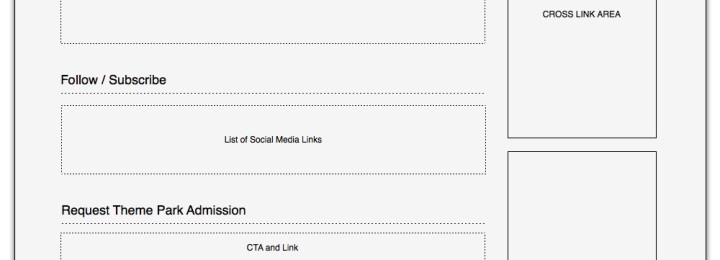 CROSS LINK AREA
Follow / Subscribe
List of Social Media Links
Request Theme Park Admission
CTA and Link